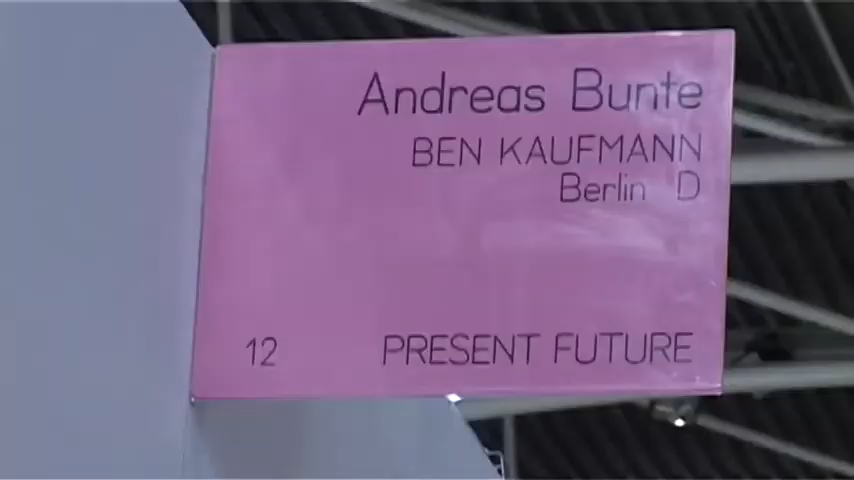 Andreas Bunte
BEN KAUFMANN
Berlin D
12 PRESENT FUTURE